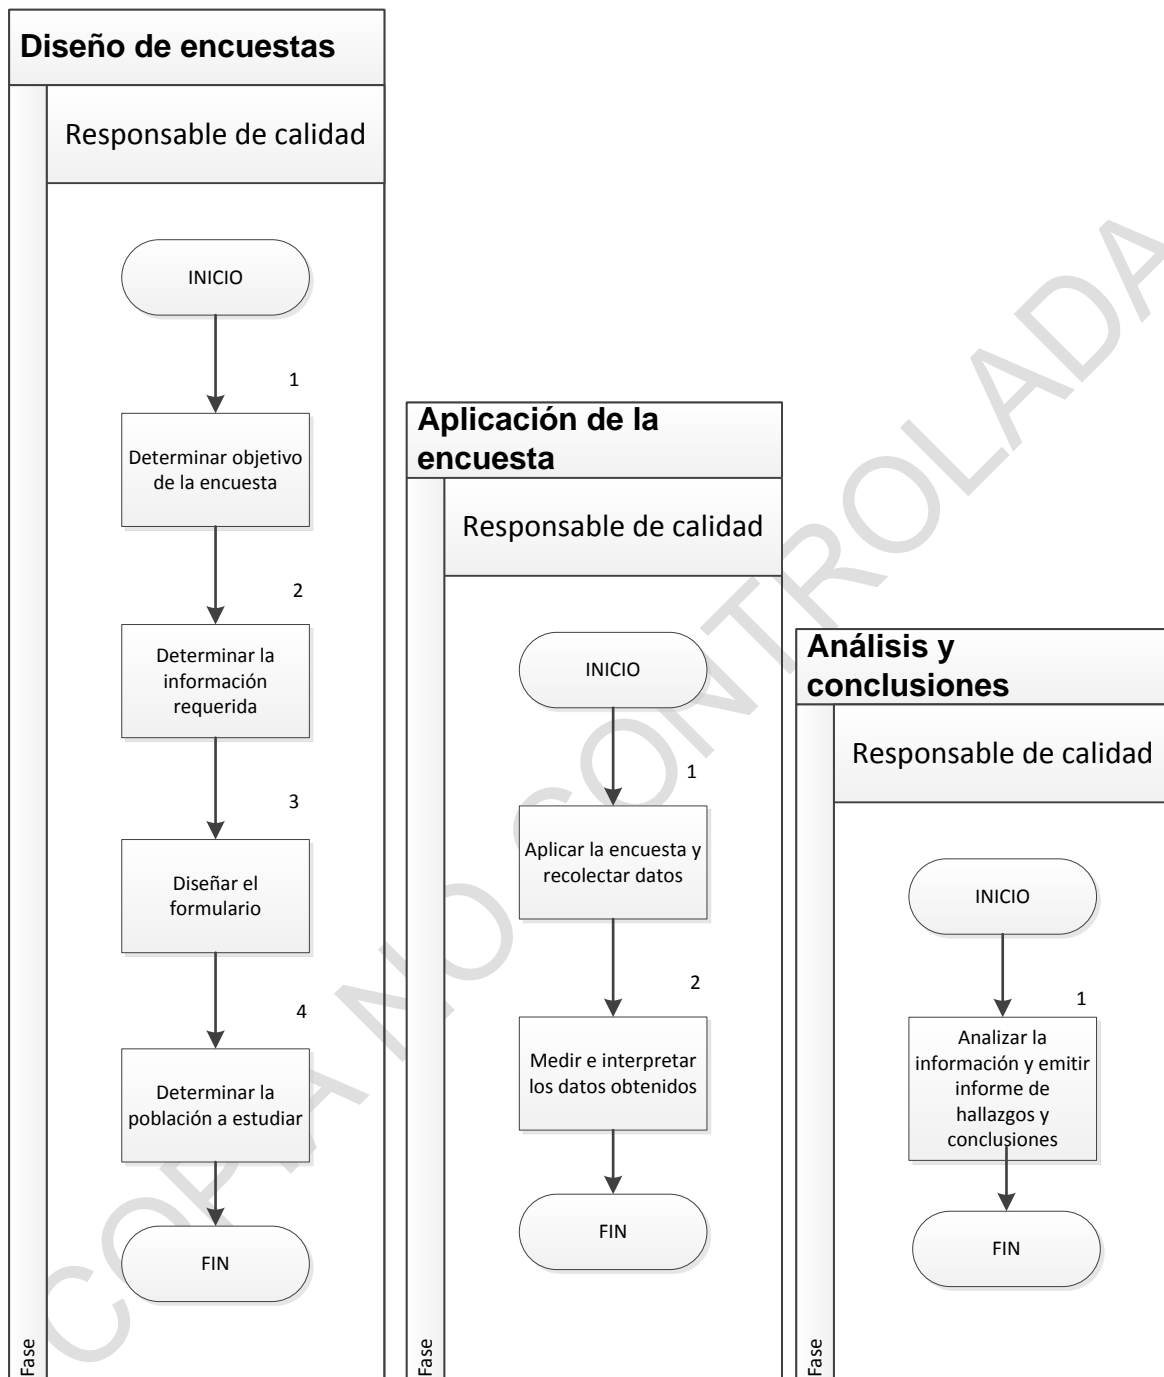 Diseño de encuestas
Responsable de calidad
INICIO
1
Determinar objetivo
de la encuesta
2
Determinar la
información
requerida
3
Diseñar el
formulario
4
Determinar la
población a estudiar
FIN
Fase
Aplicación de la
encuesta
Responsable de calidad
INICIO
1
Aplicar la encuesta y
recolectar datos
2
Medir e interpretar
los datos obtenidos
FIN
Fase
Análisis y
conclusiones
Responsable de calidad
INICIO
1
Analizar la
información y emitir
informe de
hallazgos y
conclusiones
FIN
Fase
COPIA NO CONTROLADA